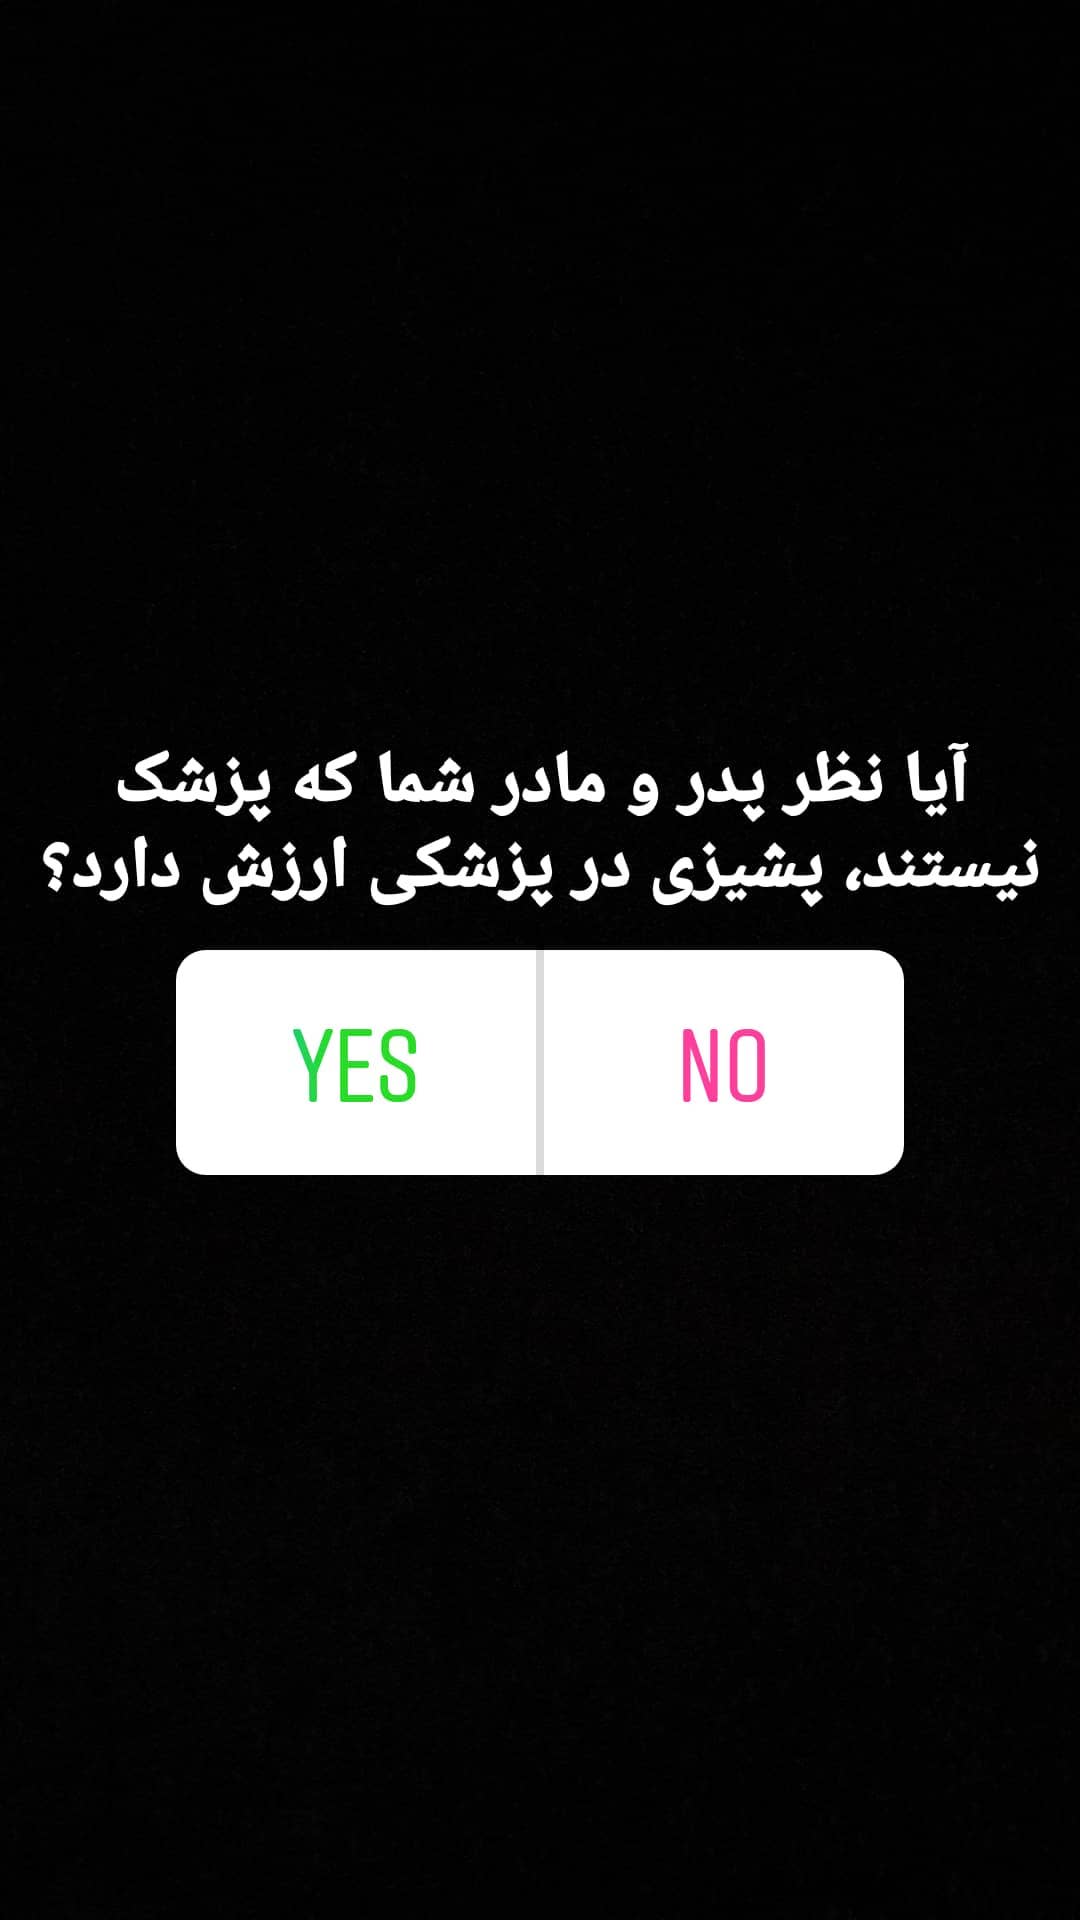 آیا نظر پدر و مادر شما که پزشک
نیستند، پشیزی در پزشکی ارزش دارد؟
YES
NO